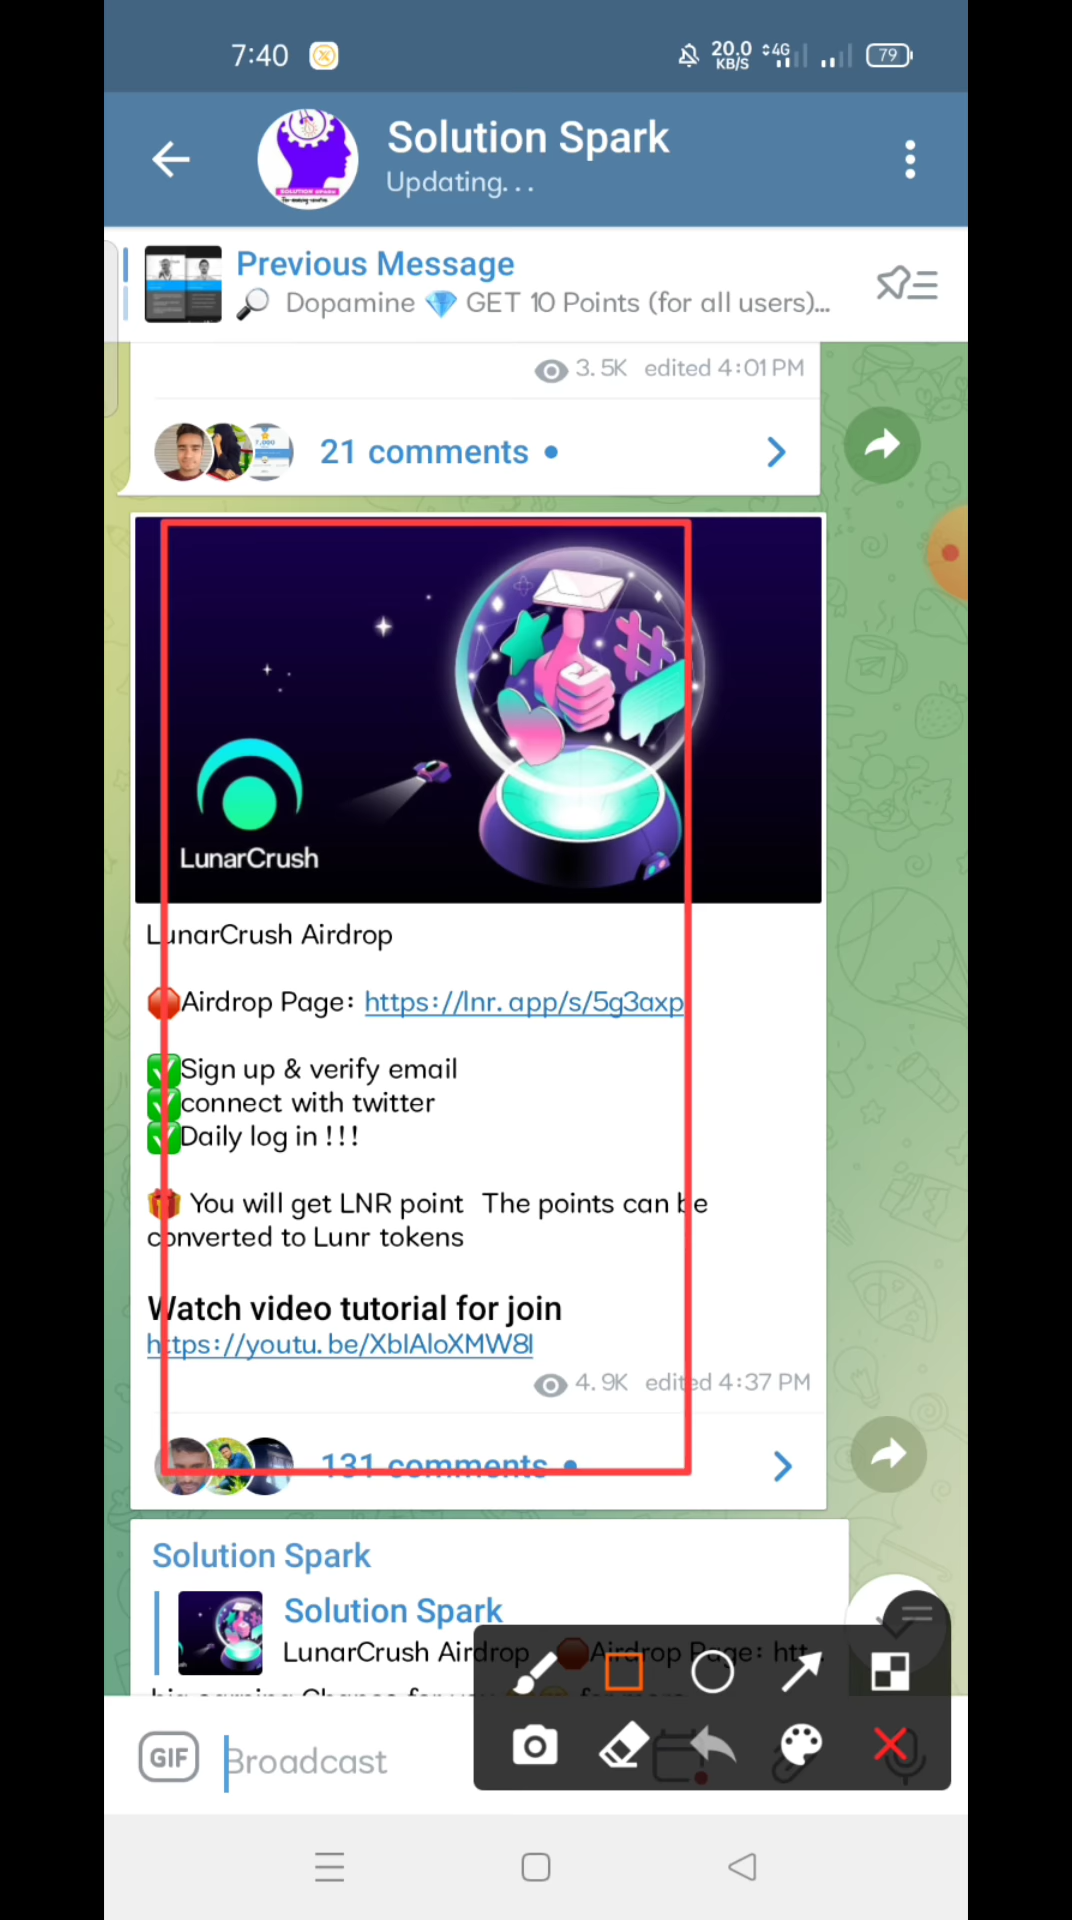 7:40
20.0 KB/S
4G
79
Solution Spark
Updating...
Previous Message
Dopamine 💎 GET 10 Points (for all users)...
3.5K edited 4:01 PM
21 comments
LunarCrush
LunarCrush Airdrop
🛑Airdrop Page: https://lnr.app/s/5g3axp
✅Sign up & verify email
✅connect with twitter
✅Daily log in !!!
🎁 You will get LNR point The points can be
converted to Lunr tokens
Watch video tutorial for join
https://youtu.be/XbIAloXMW8I
4.9K edited 4:37 PM
131 comments
Solution Spark
Solution Spark
LunarCrush Airdrop 🛑Airdrop Page: htt...
GIF
Broadcast